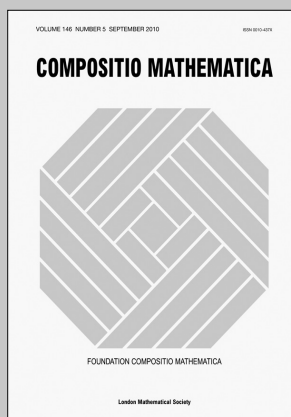 VOLUME 146 NUMBER 5 SEPTEMBER 2010 ISSN 0010-437X
COMPOSITIO MATHEMATICA
FOUNDATION COMPOSITIO MATHEMATICA
London Mathematical Society